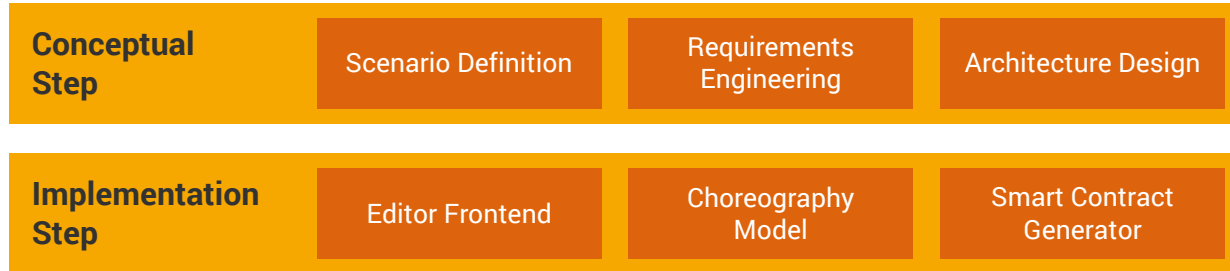 Conceptual
Step
Scenario Definition
Requirements
Engineering
Architecture Design
Implementation
Step
Editor Frontend
Choreography
Model
Smart Contract
Generator